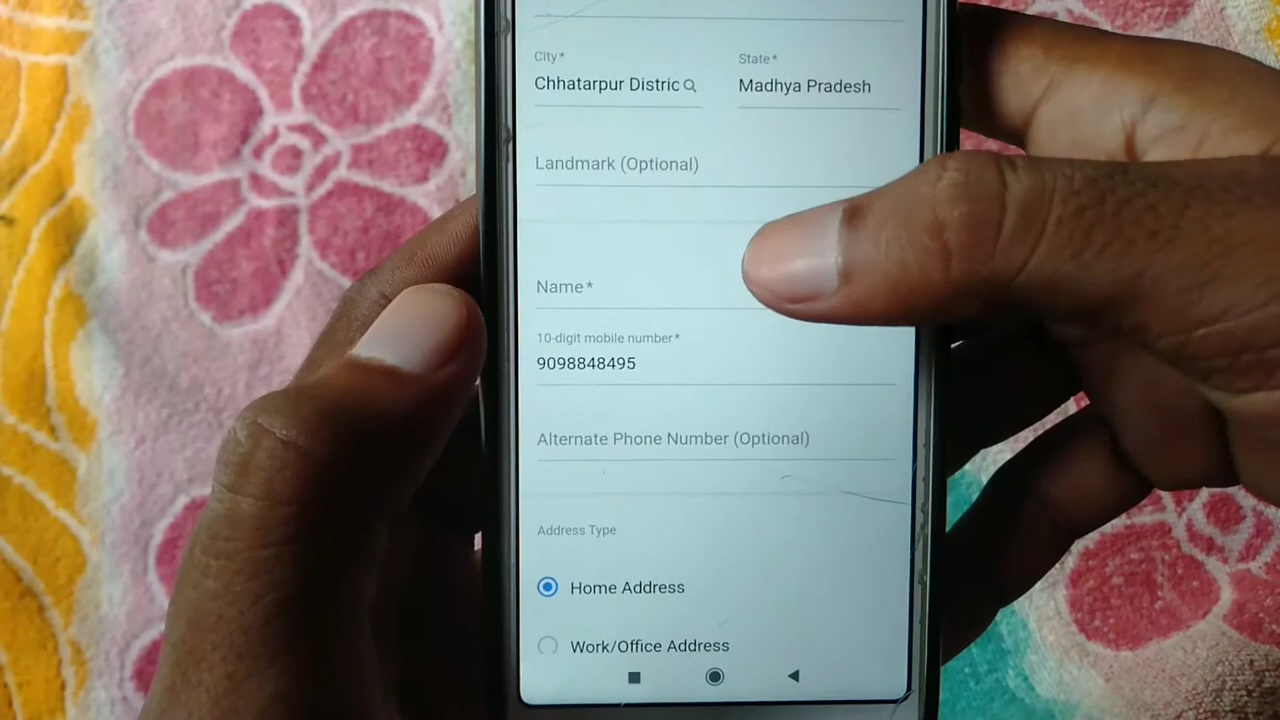 City*
State*
Chhatarpur Distric
Madhya Pradesh
Landmark (Optional)
Name*
10-digit mobile number*
9098848495
Alternate Phone Number (Optional)
Address Type
Home Address
Work/Office Address